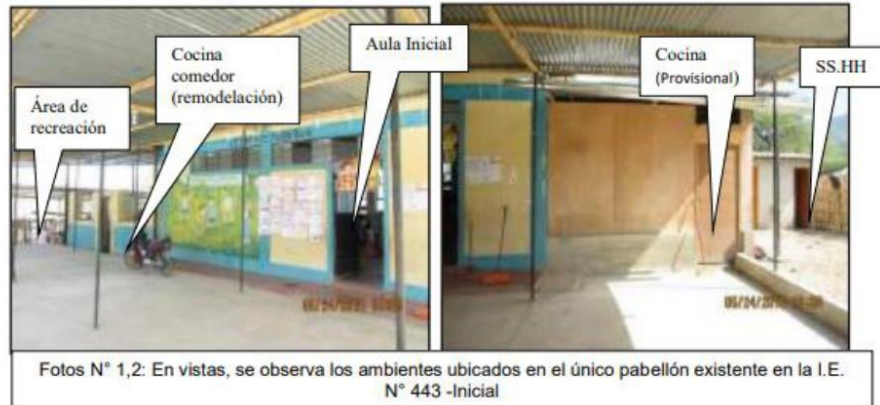 Área de
recreación
Cocina
comedor
(remodelación)
Aula Inicial
Cocina
(Provisional)
SS.HH
Fotos N° 1,2: En vistas, se observa los ambientes ubicados en el único pabellón existente en la I.E.
N° 443 -Inicial